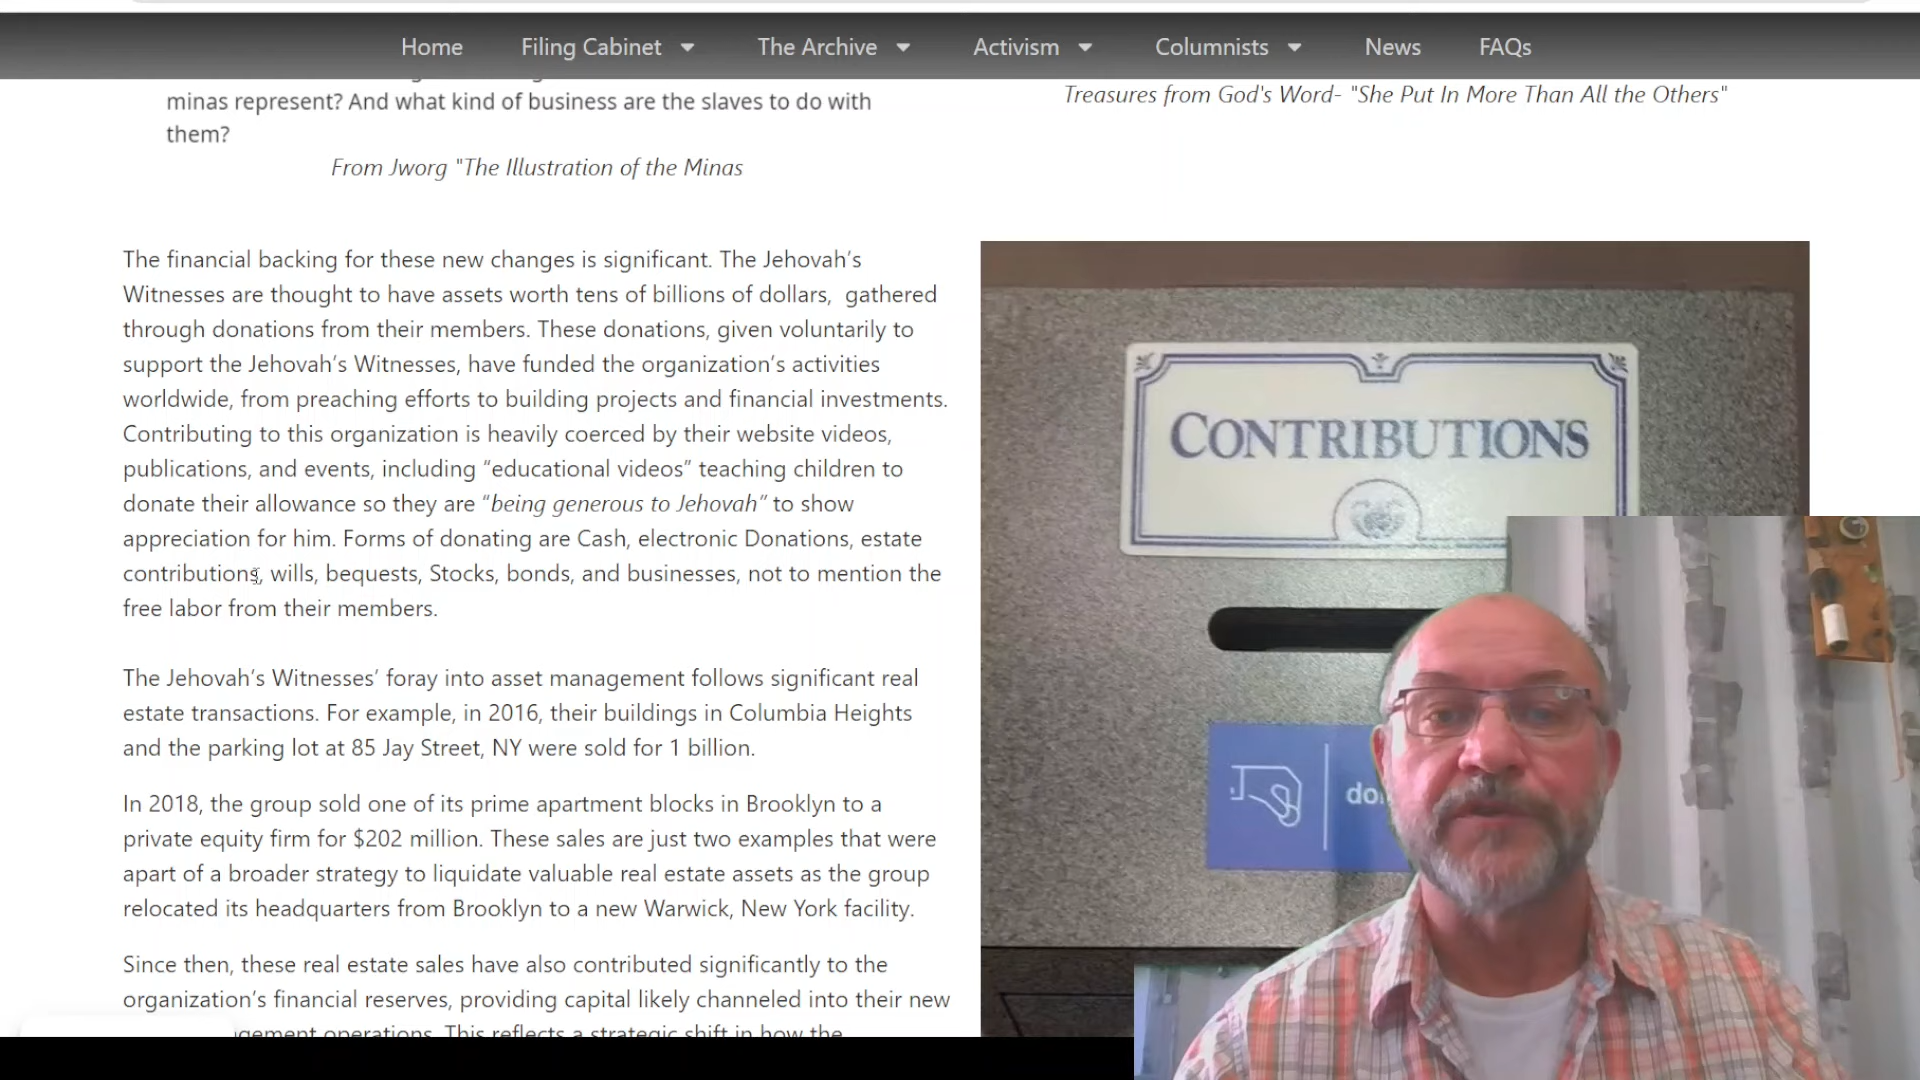 Home
Filing Cabinet
The Archive
Activism
Columnists
News
FAQs
minas represent? And what kind of business are the slaves to do with
them?
From Jworg "The Illustration of the Minas
Treasures from God's Word- "She Put In More Than All the Others"
The financial backing for these new changes is significant. The Jehovah's
Witnesses are thought to have assets worth tens of billions of dollars, gathered
through donations from their members. These donations, given voluntarily to
support the Jehovah's Witnesses, have funded the organization's activities
worldwide, from preaching efforts to building projects and financial investments.
Contributing to this organization is heavily coerced by their website videos,
publications, and events, including “educational videos” teaching children to
donate their allowance so they are “being generous to Jehovah” to show
appreciation for him. Forms of donating are Cash, electronic Donations, estate
contributions, wills, bequests, Stocks, bonds, and businesses, not to mention the
free labor from their members.
The Jehovah's Witnesses' foray into asset management follows significant real
estate transactions. For example, in 2016, their buildings in Columbia Heights
and the parking lot at 85 Jay Street, NY were sold for 1 billion.
In 2018, the group sold one of its prime apartment blocks in Brooklyn to a
private equity firm for $202 million. These sales are just two examples that were
apart of a broader strategy to liquidate valuable real estate assets as the group
relocated its headquarters from Brooklyn to a new Warwick, New York facility.
Since then, these real estate sales have also contributed significantly to the
organization's financial reserves, providing capital likely channeled into their new
operations. This reflects a strategic shift in how the
CONTRIBUTIONS